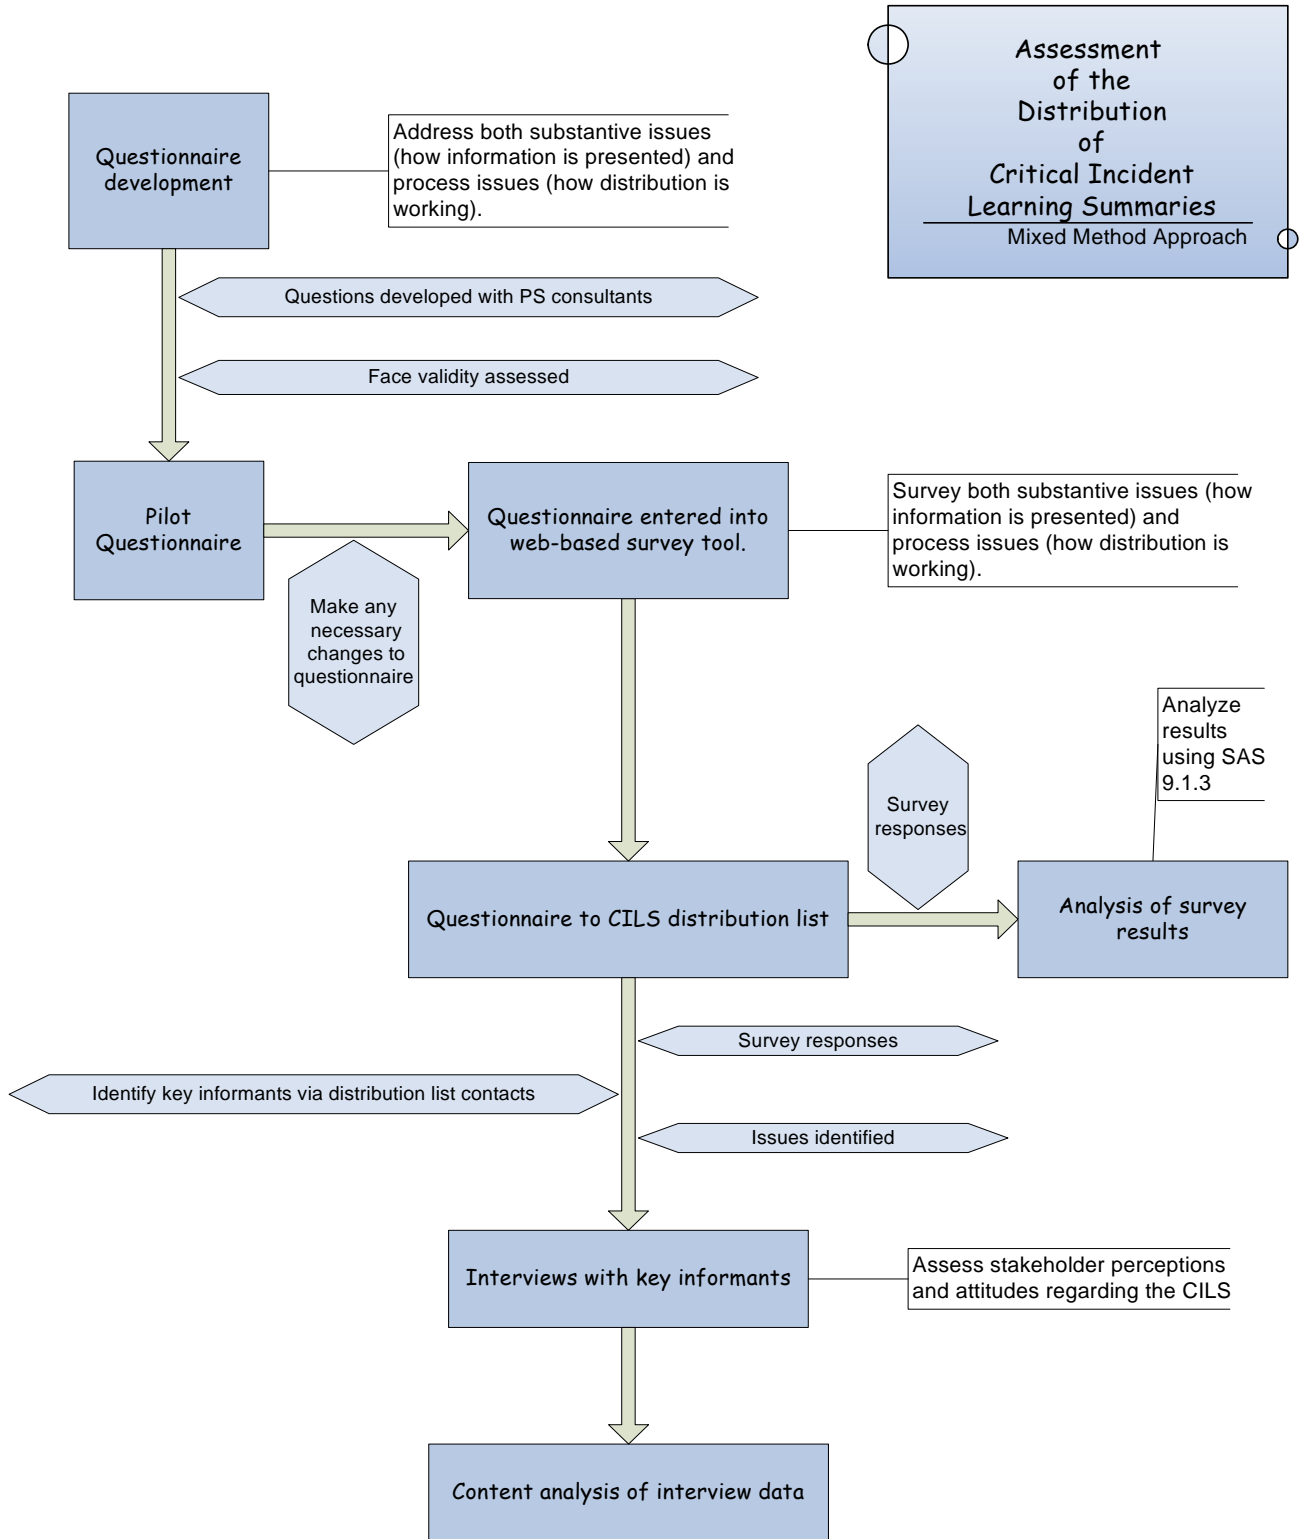 Assessment
of the
Distribution
of
Critical Incident
Learning Summaries
Mixed Method Approach
Questionnaire
development
Address both substantive issues
(how information is presented) and
process issues (how distribution is
working).
Questions developed with PS consultants
Face validity assessed
Pilot
Questionnaire
Make any
necessary
changes to
questionnaire
Questionnaire entered into
web-based survey tool.
Survey both substantive issues (how
information is presented) and
process issues (how distribution is
working).
Questionnaire to CILS distribution list
Survey
responses
Analyze
results
using SAS
9.1.3
Analysis of survey
results
Survey responses
Identify key informants via distribution list contacts
Issues identified
Interviews with key informants
Assess stakeholder perceptions
and attitudes regarding the CILS
Content analysis of interview data